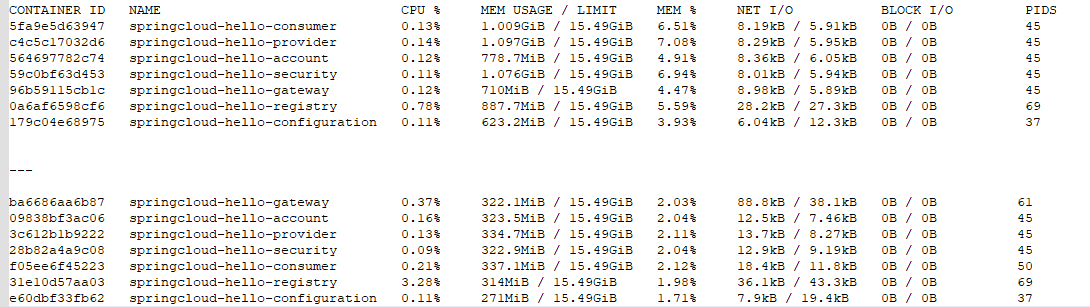 CONTAINER ID NAME CPU % MEM USAGE / LIMIT MEM % NET I/O BLOCK I/O PIDS
5fa9e5d63947 springcloud-hello-consumer 0.13% 1.009GiB / 15.49GiB 6.51% 8.19kB / 5.91kB 0B / 0B 45
c4c5c17032d6 springcloud-hello-provider 0.14% 1.097GiB / 15.49GiB 7.08% 8.29kB / 5.95kB 0B / 0B 45
564697782c74 springcloud-hello-account 0.12% 778.7MiB / 15.49GiB 4.91% 8.36kB / 6.05kB 0B / 0B 45
59c0bf63d453 springcloud-hello-security 0.11% 1.076GiB / 15.49GiB 6.94% 8.01kB / 5.94kB 0B / 0B 45
96b59115cb1c springcloud-hello-gateway 0.12% 710MiB / 15.49GiB 4.47% 8.98kB / 5.89kB 0B / 0B 45
0a6af6598cf6 springcloud-hello-registry 0.78% 887.7MiB / 15.49GiB 5.59% 28.2kB / 27.3kB 0B / 0B 69
179c04e68975 springcloud-hello-configuration 0.11% 623.2MiB / 15.49GiB 3.93% 6.04kB / 12.3kB 0B / 0B 37
---
ba6686aa6b87 springcloud-hello-gateway 0.37% 322.1MiB / 15.49GiB 2.03% 88.8kB / 38.1kB 0B / 0B 61
09838bf3ac06 springcloud-hello-account 0.16% 323.5MiB / 15.49GiB 2.04% 12.5kB / 7.46kB 0B / 0B 45
3c612b1b9222 springcloud-hello-provider 0.13% 334.7MiB / 15.49GiB 2.11% 13.7kB / 8.27kB 0B / 0B 45
28b82a4a9c08 springcloud-hello-security 0.09% 322.9MiB / 15.49GiB 2.04% 12.9kB / 9.19kB 0B / 0B 45
f05ee6f45223 springcloud-hello-consumer 0.21% 337.1MiB / 15.49GiB 2.12% 18.4kB / 11.8kB 0B / 0B 50
31e10d57aa03 springcloud-hello-registry 3.28% 314MiB / 15.49GiB 1.98% 36.1kB / 43.3kB 0B / 0B 69
e60dbf33fb62 springcloud-hello-configuration 0.11% 271MiB / 15.49GiB 1.71% 7.9kB / 19.4kB 0B / 0B 37